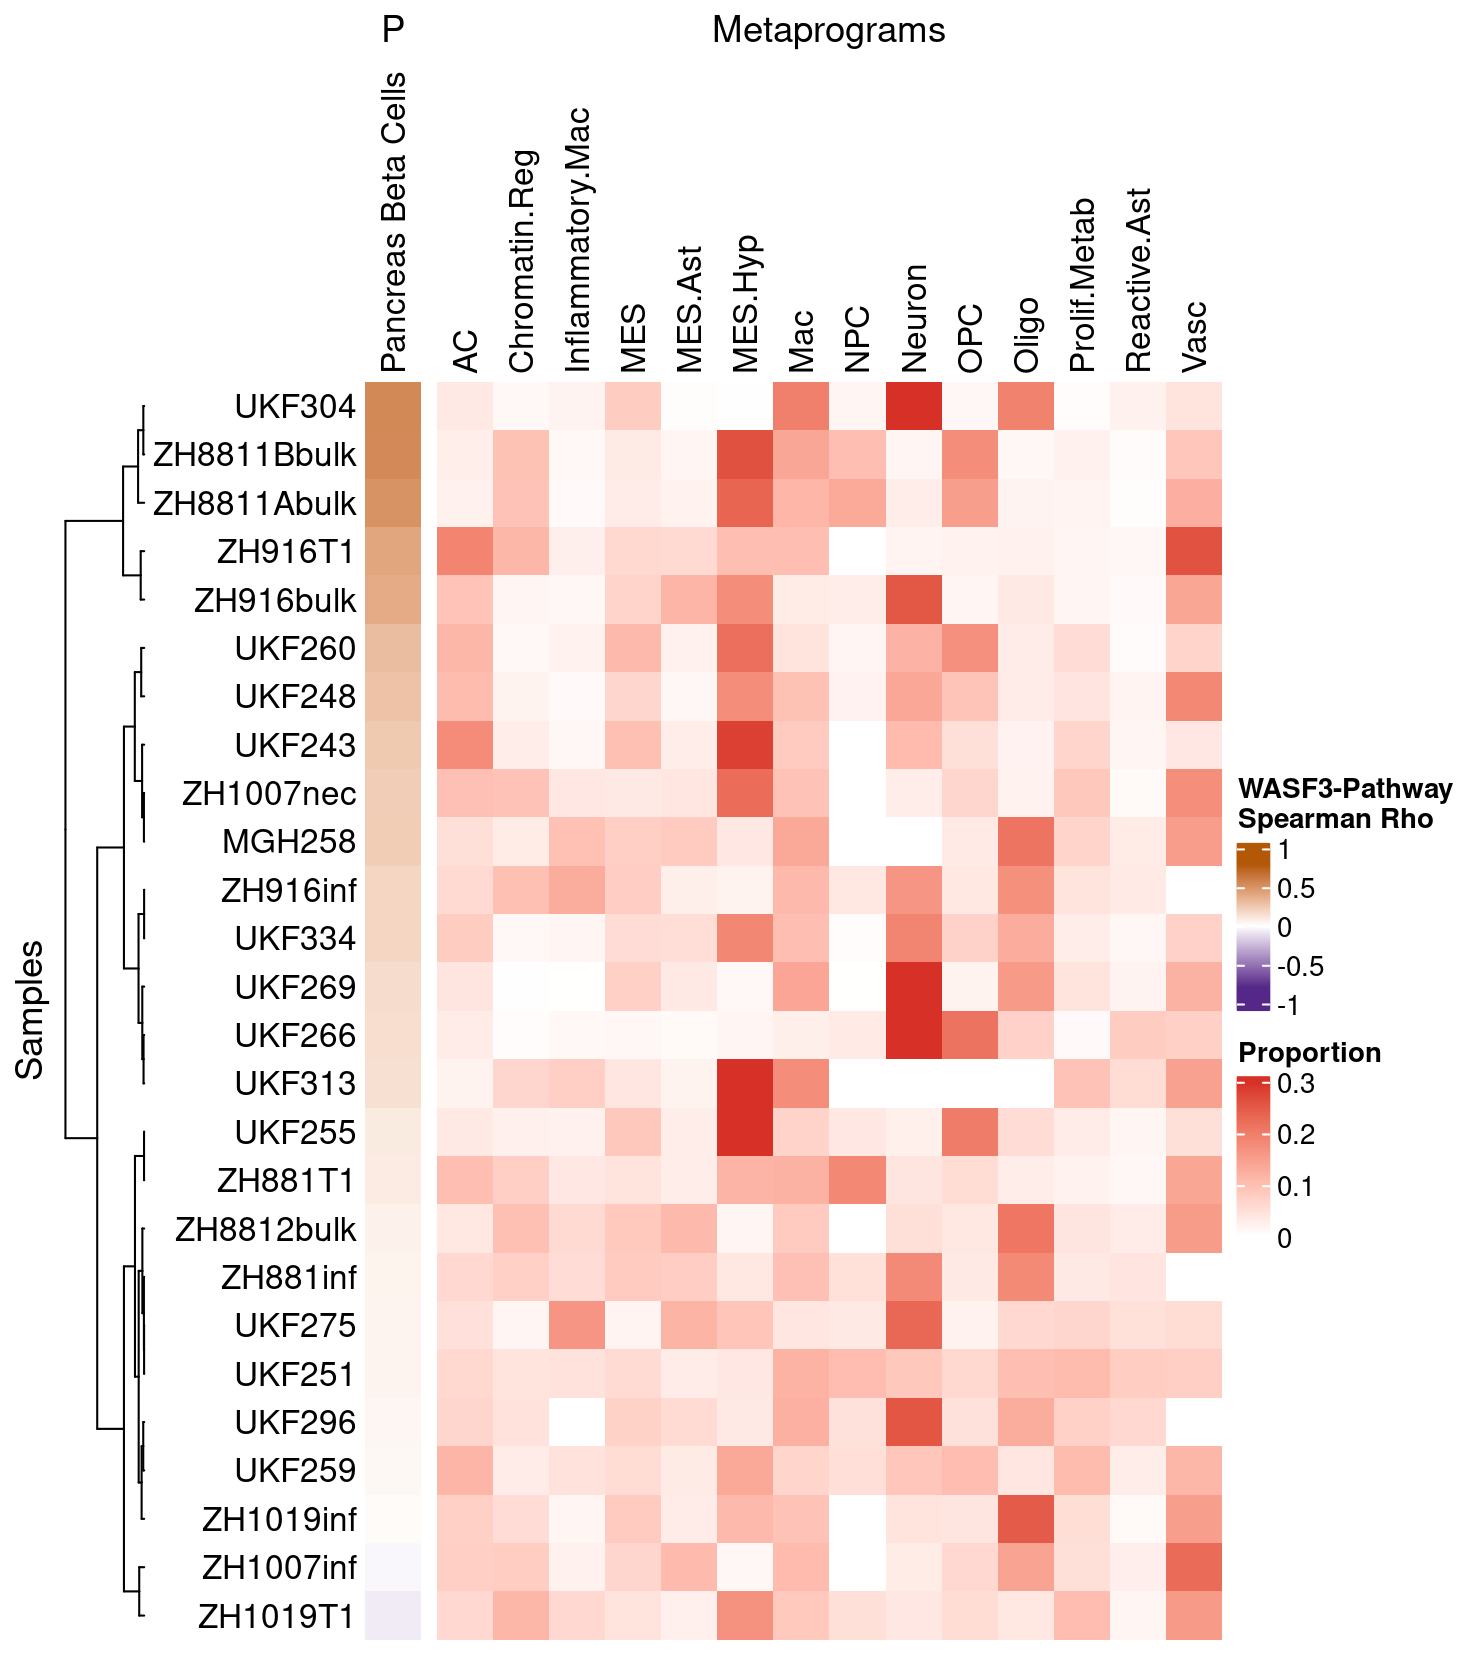 P
Metaprograms
Pancreas Beta Cells
AC
Chromatin.Reg
Inflammatory.Mac
MES
MES.Ast
MES.Hyp
Mac
NPC
Neuron
OPC
Oligo
Prolif.Metab
Reactive.Ast
Vasc
Samples
UKF304
ZH8811Bbulk
ZH8811Abulk
ZH916T1
ZH916bulk
UKF260
UKF248
UKF243
ZH1007nec
MGH258
ZH916inf
UKF334
UKF269
UKF266
UKF313
UKF255
ZH881T1
ZH8812bulk
ZH881inf
UKF275
UKF251
UKF296
UKF259
ZH1019inf
ZH1007inf
ZH1019T1
WASF3-Pathway
Spearman Rho
1
0.5
0
-0.5
-1
Proportion
0.3
0.2
0.1
0